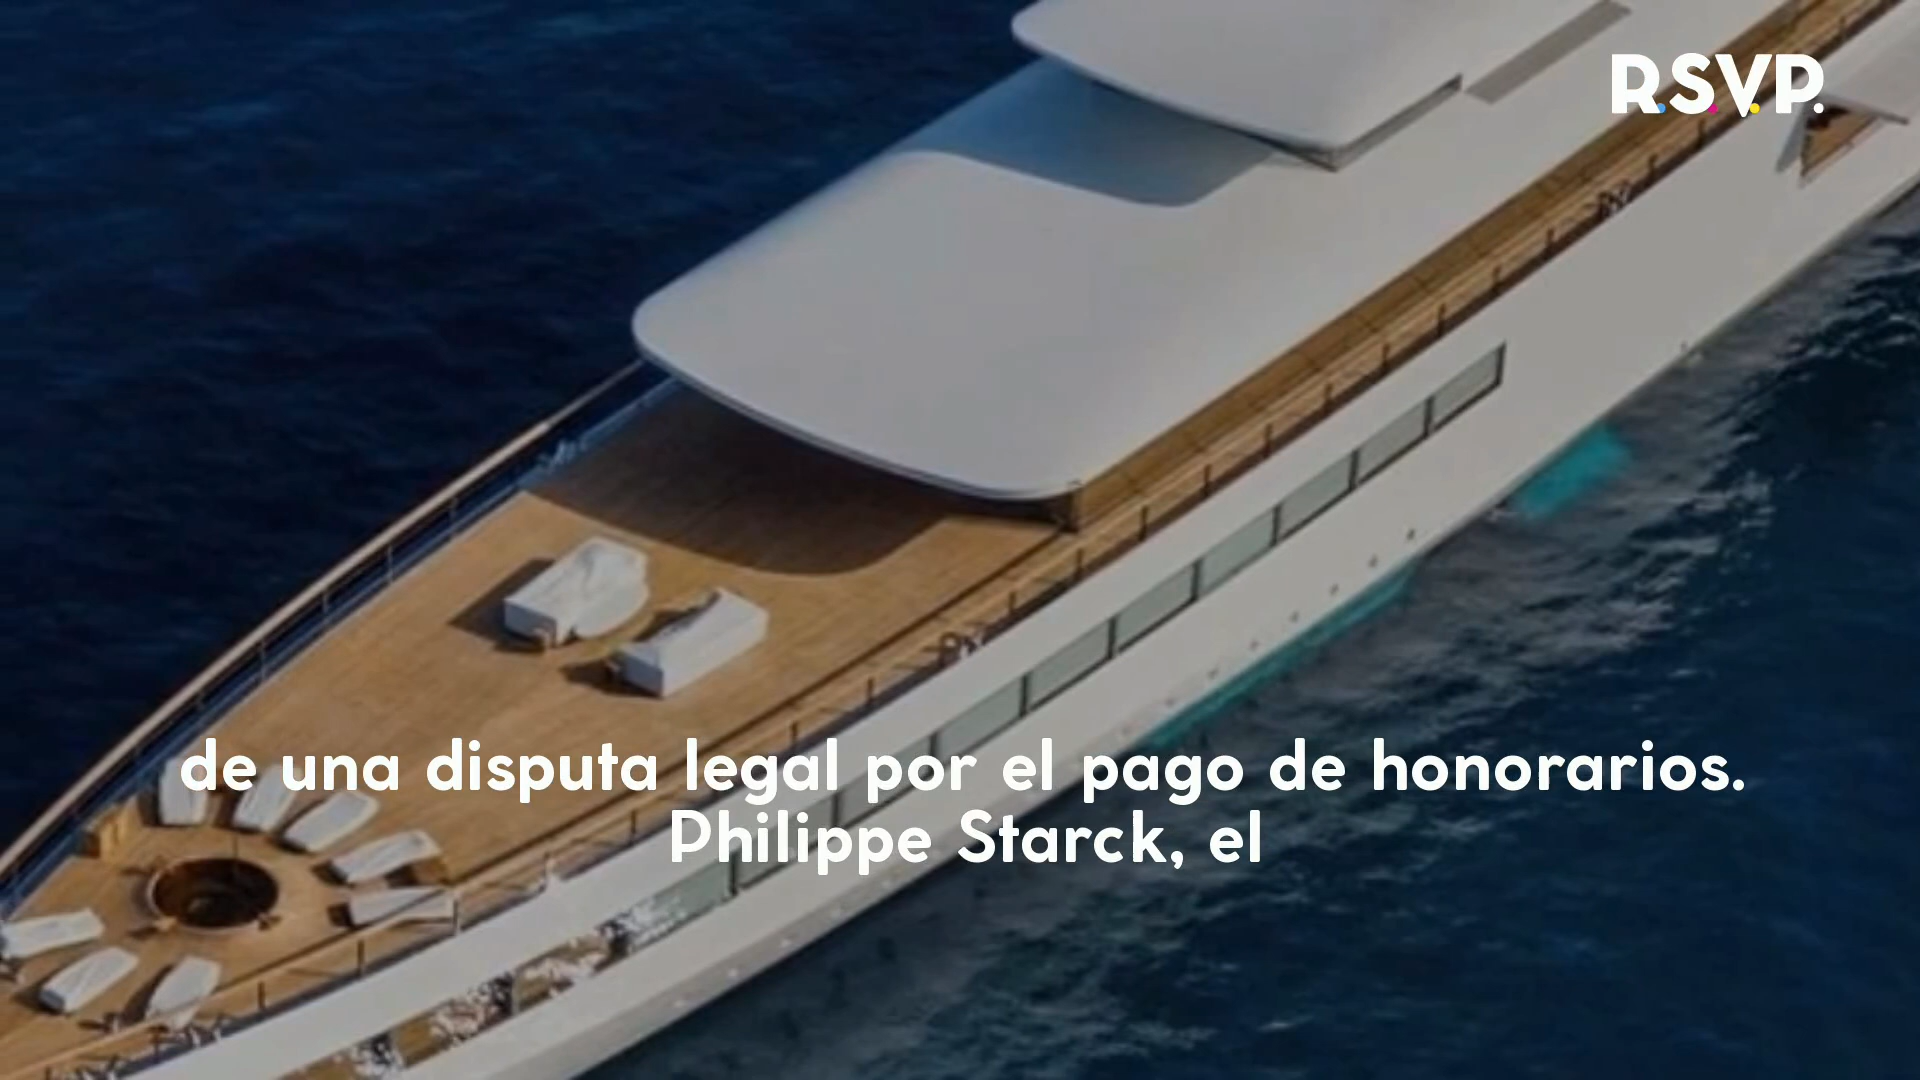 R.S.V.P.
de una disputa legal por el pago de honorarios.
Philippe Starck, el